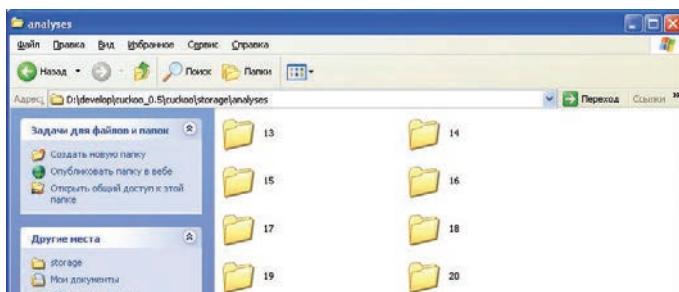 analyses
Файл Правка Вид Избранное Сервис Справка
Назад Поиск Папки
Адрес: D:\develop\cuckoo_0.5\cuckoo\storage\analyses Переход Ссылки »
Задачи для файлов и папок
Создать новую папку
Опубликовать папку в вебе
Открыть общий доступ к этой
папке
Другие места
storage
Мои документы
13 14
15 16
17 18
19 20